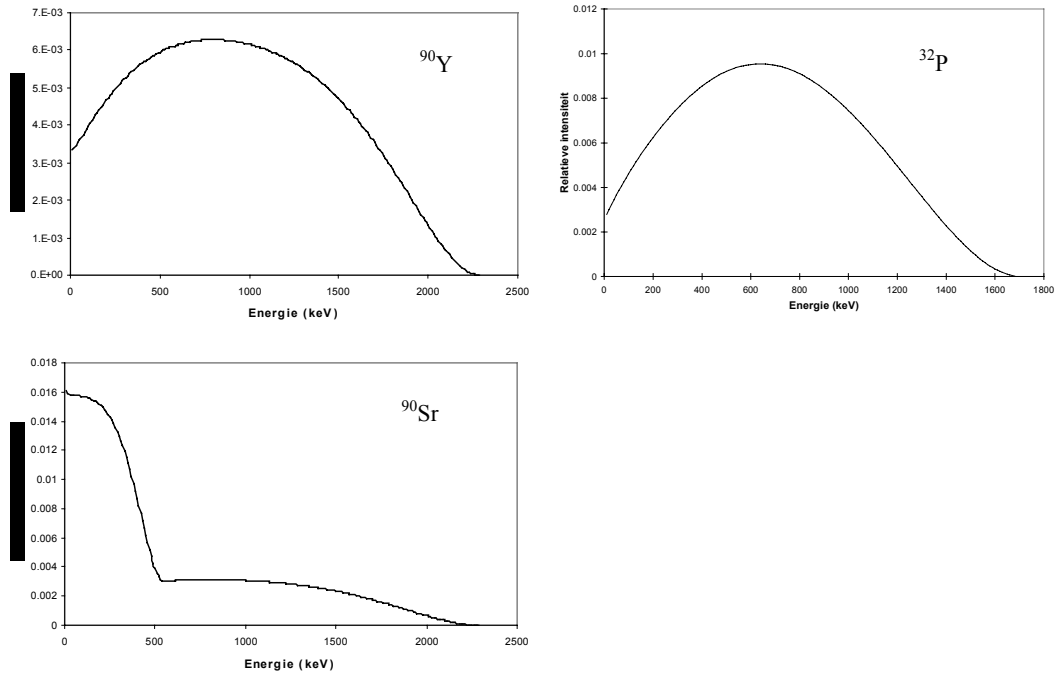 7.E-03
6.E-03
5.E-03
4.E-03
3.E-03
2.E-03
1.E-03
0.E+00
0 500 1000 1500 2000 2500
Energie (keV)
90Y
0.012
0.01
0.008
0.006
0.004
0.002
0
Relatieve intensiteit
0 200 400 600 800 1000 1200 1400 1600 1800
Energie (keV)
32P
0.018
0.016
0.014
0.012
0.01
0.008
0.006
0.004
0.002
0
0 500 1000 1500 2000 2500
Energie (keV)
90Sr